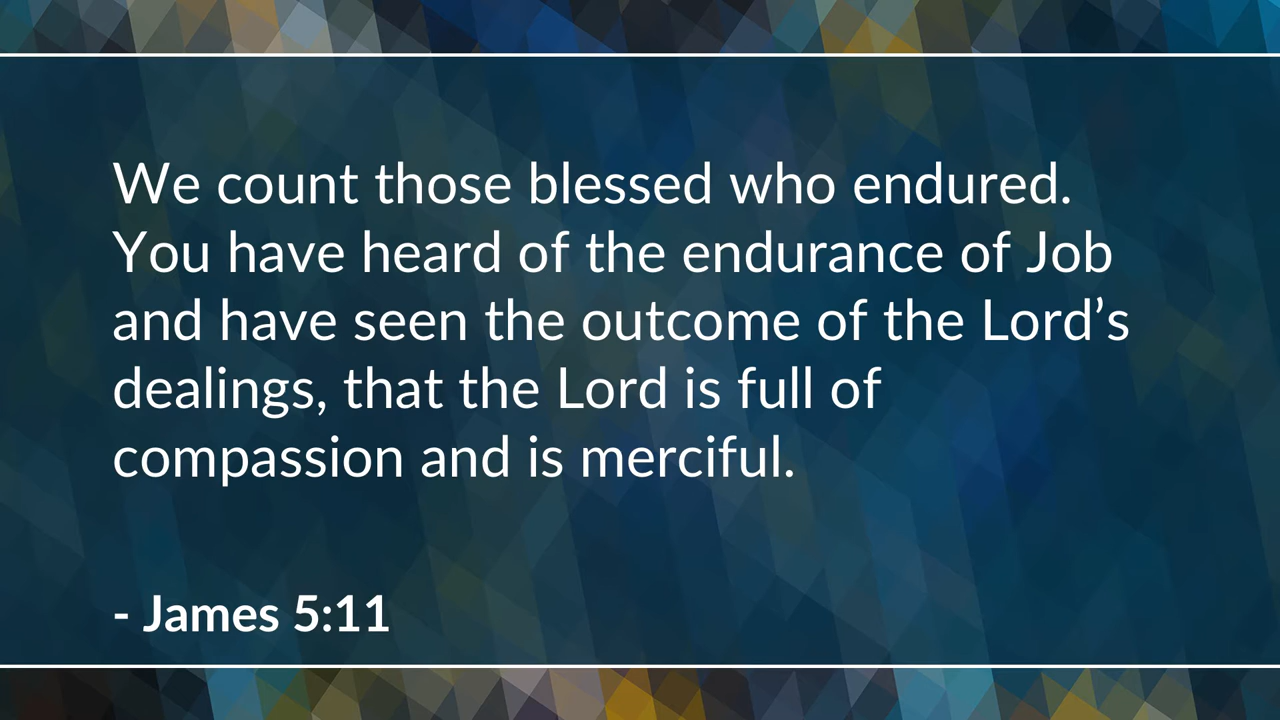 We count those blessed who endured.
You have heard of the endurance of Job
and have seen the outcome of the Lord’s
dealings, that the Lord is full of
compassion and is merciful.
- James 5:11